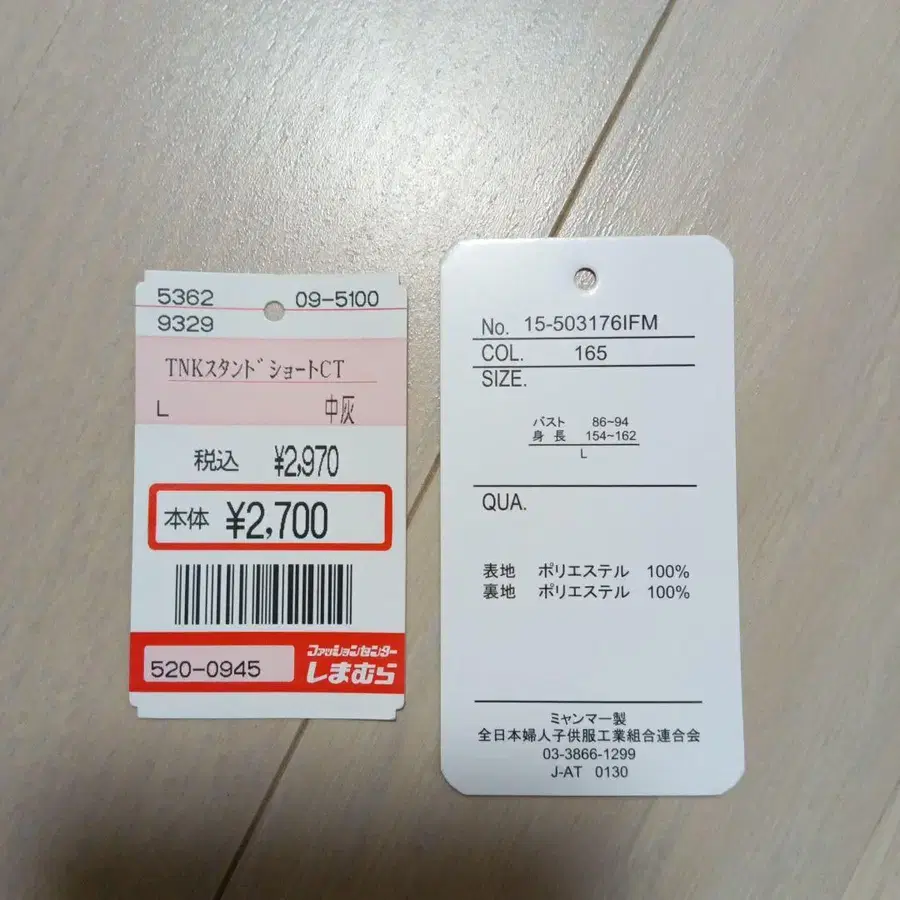 5362 09-5100
9329
TNKスタンドショートCT
L 中灰
税込 ¥2,970
本体 ¥2,700
520-0945
ファッションセンター
しまむら
No. 15-503176IFM
COL. 165
SIZE.
バスト 86~94
身長 154~162
L
QUA.
表地 ポリエステル 100%
裏地 ポリエステル 100%
ミャンマー製
全日本婦人子供服工業組合連合会
03-3866-1299
J-AT 0130